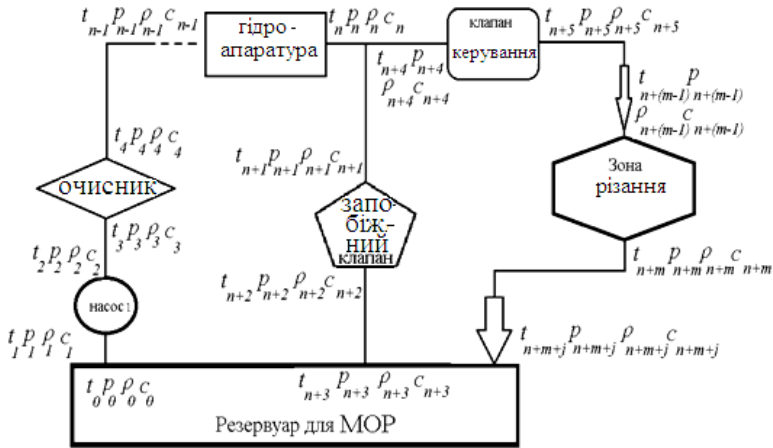 t n-1 p n-1 ρ n-1 c n-1
гідро-
апаратура
t n p n ρ n c n
t n+4 p n+4
ρ n+4 c n+4
клапан
керування
t n+5 p n+5 ρ n+5 c n+5
t n+(m-1) p n+(m-1)
ρ n+(m-1) c n+(m-1)
t 4 p 4 ρ 4 c 4
очисник
t 3 p 3 ρ 3 c 3
t 2 p 2 ρ 2 c 2
насос 1
t 1 p 1 ρ 1 c 1
t n+1 p n+1 ρ n+1 c n+1
запо-
біж-
ний
клапан
t n+2 p n+2 ρ n+2 c n+2
Зона
різання
t n+m p n+m ρ n+m c n+m
t n+m+j p n+m+j ρ n+m+j c n+m+j
t 0 p 0 ρ 0 c 0
t n+3 p n+3 ρ n+3 c n+3
Резервуар для МОР